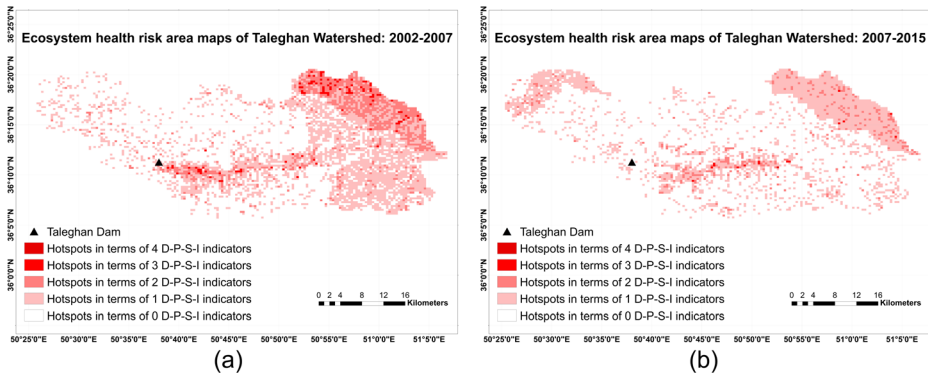 Ecosystem health risk area maps of Taleghan Watershed: 2002-2007
36°25'0"N
36°20'0"N
36°15'0"N
36°10'0"N
36°5'0"N
36°0'0"N
Taleghan Dam
Hotspots in terms of 4 D-P-S-I indicators
Hotspots in terms of 3 D-P-S-I indicators
Hotspots in terms of 2 D-P-S-I indicators
Hotspots in terms of 1 D-P-S-I indicators
Hotspots in terms of 0 D-P-S-I indicators
0 2 4 8 12 16
Kilometers
50°25'0"E 50°30'0"E 50°35'0"E 50°40'0"E 50°45'0"E 50°50'0"E 50°55'0"E 51°0'0"E 51°5'0"E
(a)
Ecosystem health risk area maps of Taleghan Watershed: 2007-2015
36°25'0"N
36°20'0"N
36°15'0"N
36°10'0"N
36°5'0"N
36°0'0"N
Taleghan Dam
Hotspots in terms of 4 D-P-S-I indicators
Hotspots in terms of 3 D-P-S-I indicators
Hotspots in terms of 2 D-P-S-I indicators
Hotspots in terms of 1 D-P-S-I indicators
Hotspots in terms of 0 D-P-S-I indicators
0 2 4 8 12 16
Kilometers
50°25'0"E 50°30'0"E 50°35'0"E 50°40'0"E 50°45'0"E 50°50'0"E 50°55'0"E 51°0'0"E 51°5'0"E
(b)